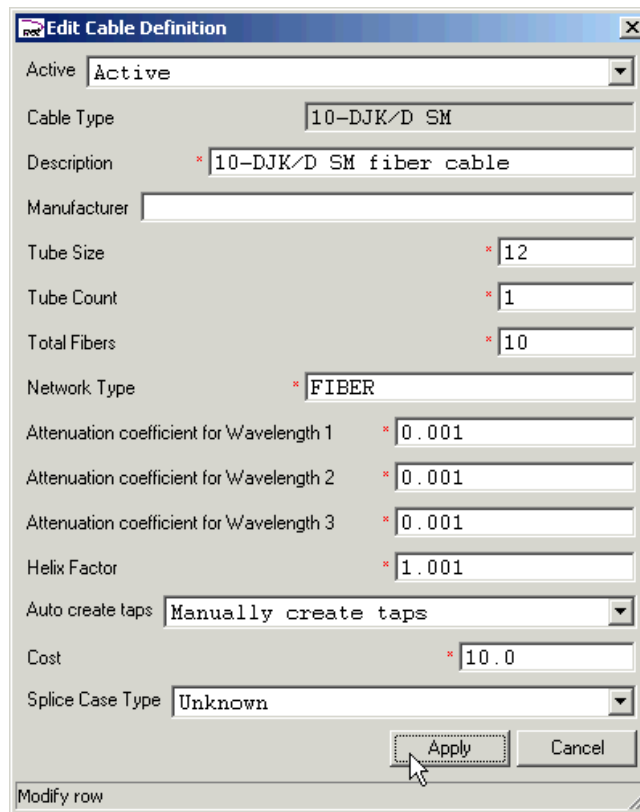 Edit Cable Definition
Active Active
Cable Type 10-DJK/D SM
Description * 10-DJK/D SM fiber cable
Manufacturer
Tube Size * 12
Tube Count * 1
Total Fibers * 10
Network Type * FIBER
Attenuation coefficient for Wavelength 1 * 0.001
Attenuation coefficient for Wavelength 2 * 0.001
Attenuation coefficient for Wavelength 3 * 0.001
Helix Factor * 1.001
Auto create taps Manually create taps
Cost * 10.0
Splice Case Type Unknown
Apply Cancel
Modify row